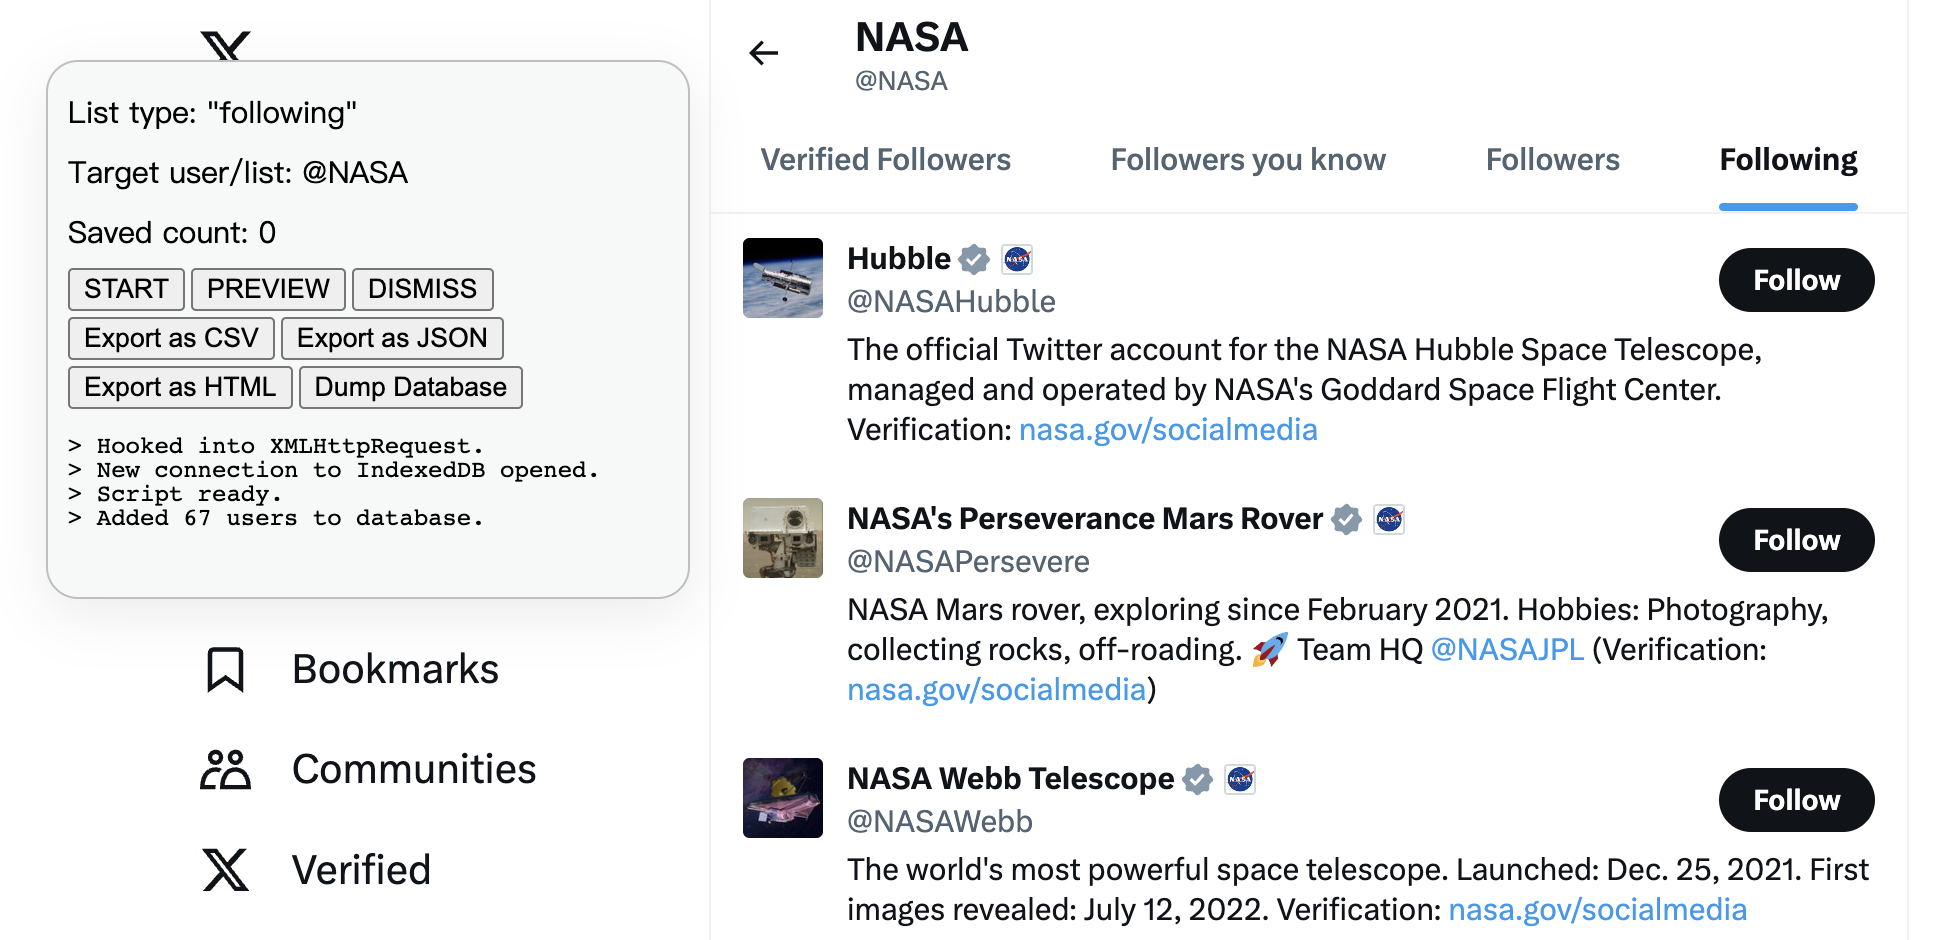 List type: "following"
Target user/list: @NASA
Saved count: 0
START PREVIEW DISMISS
Export as CSV Export as JSON
Export as HTML Dump Database
> Hooked into XMLHttpRequest.
> New connection to IndexedDB opened.
> Script ready.
> Added 67 users to database.
Bookmarks
Communities
Verified
NASA
@NASA
Verified Followers Followers you know Followers Following
Hubble NASA
@NASAHubble
Follow
The official Twitter account for the NASA Hubble Space Telescope,
managed and operated by NASA's Goddard Space Flight Center.
Verification: nasa.gov/socialmedia
NASA's Perseverance Mars Rover NASA
@NASAPersevere
Follow
NASA Mars rover, exploring since February 2021. Hobbies: Photography,
collecting rocks, off-roading. 🚀 Team HQ @NASAJPL (Verification:
nasa.gov/socialmedia)
NASA Webb Telescope NASA
@NASAWebb
Follow
The world's most powerful space telescope. Launched: Dec. 25, 2021. First
images revealed: July 12, 2022. Verification: nasa.gov/socialmedia